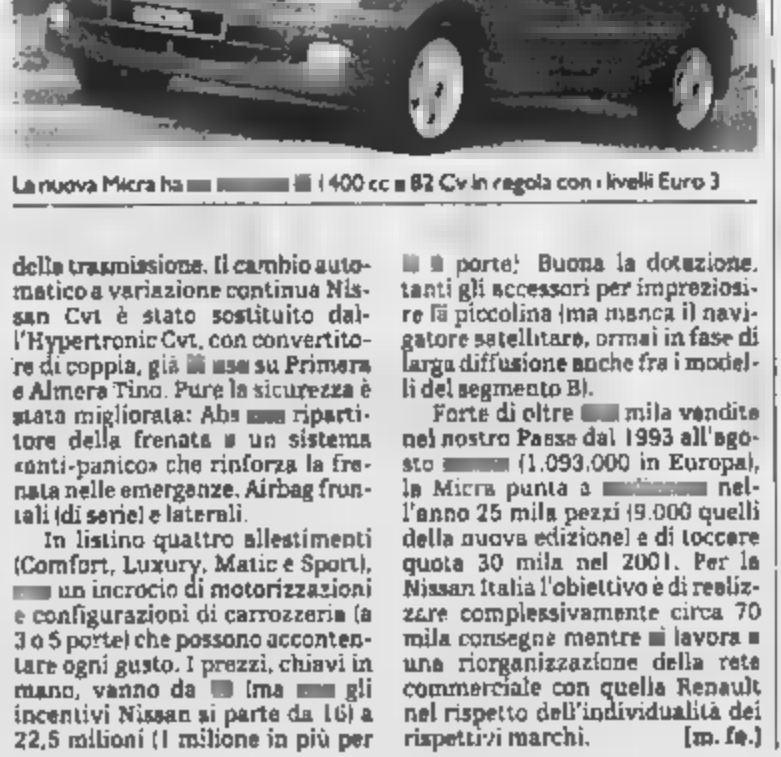 La nuova Micra ha 1400 cc 82 Cv in regola con i livelli Euro 3
della trasmissione. Il cambio auto-
matico a variazione continua Nis-
san Cvt è stato sostituito dal-
l'Hypertronic Cvt, con convertito-
re di coppia, già su Primera
e Almera Tino. Pure la sicurezza è
stata migliorata: Abs riparti-
tore della frenata un sistema
«anti-panico» che rinforza la fre-
nata nelle emergenze. Airbag fron-
tali (di serie) e laterali.
In listino quattro allestimenti
(Comfort, Luxury, Matic e Sport),
un incrocio di motorizzazioni
e configurazioni di carrozzeria (a
3 o 5 porte) che possono acconten-
tare ogni gusto. I prezzi, chiavi in
mano, vanno da (ma gli
incentivi Nissan si parte da 16) a
22,5 milioni (1 milione in più per
porte) Buona la dotazione,
tanti gli accessori per impreziosi-
re la piccolina (ma manca il navi-
gatore satellitare, ormai in fase di
larga diffusione anche fra i model-
li del segmento B).
Forte di oltre mila vendite
nel nostro Paese dal 1993 all'ago-
sto (1.093.000 in Europa),
la Micra punta a nel-
l'anno 25 mila pezzi (9.000 quelli
della nuova edizione) e di toccare
quota 30 mila nel 2001. Per la
Nissan Italia l'obiettivo è di realiz-
zare complessivamente circa 70
mila consegne mentre si lavora
una riorganizzazione della rete
commerciale con quella Renault
nel rispetto dell'individualità dei
rispettivi marchi. [m. fe.]